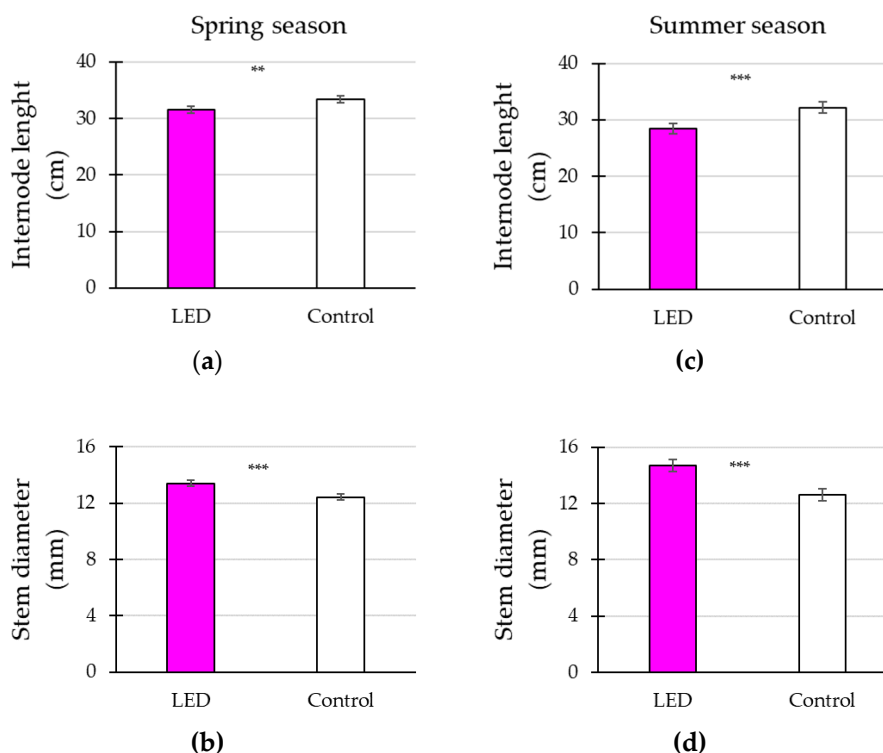 Spring season
Internode lenght
(cm)
40
30
20
10
0
**
LED
Control
(a)
Summer season
Internode lenght
(cm)
40
30
20
10
0
***
LED
Control
(c)
Stem diameter
(mm)
16
12
8
4
0
***
LED
Control
(b)
Stem diameter
(mm)
16
12
8
4
0
***
LED
Control
(d)